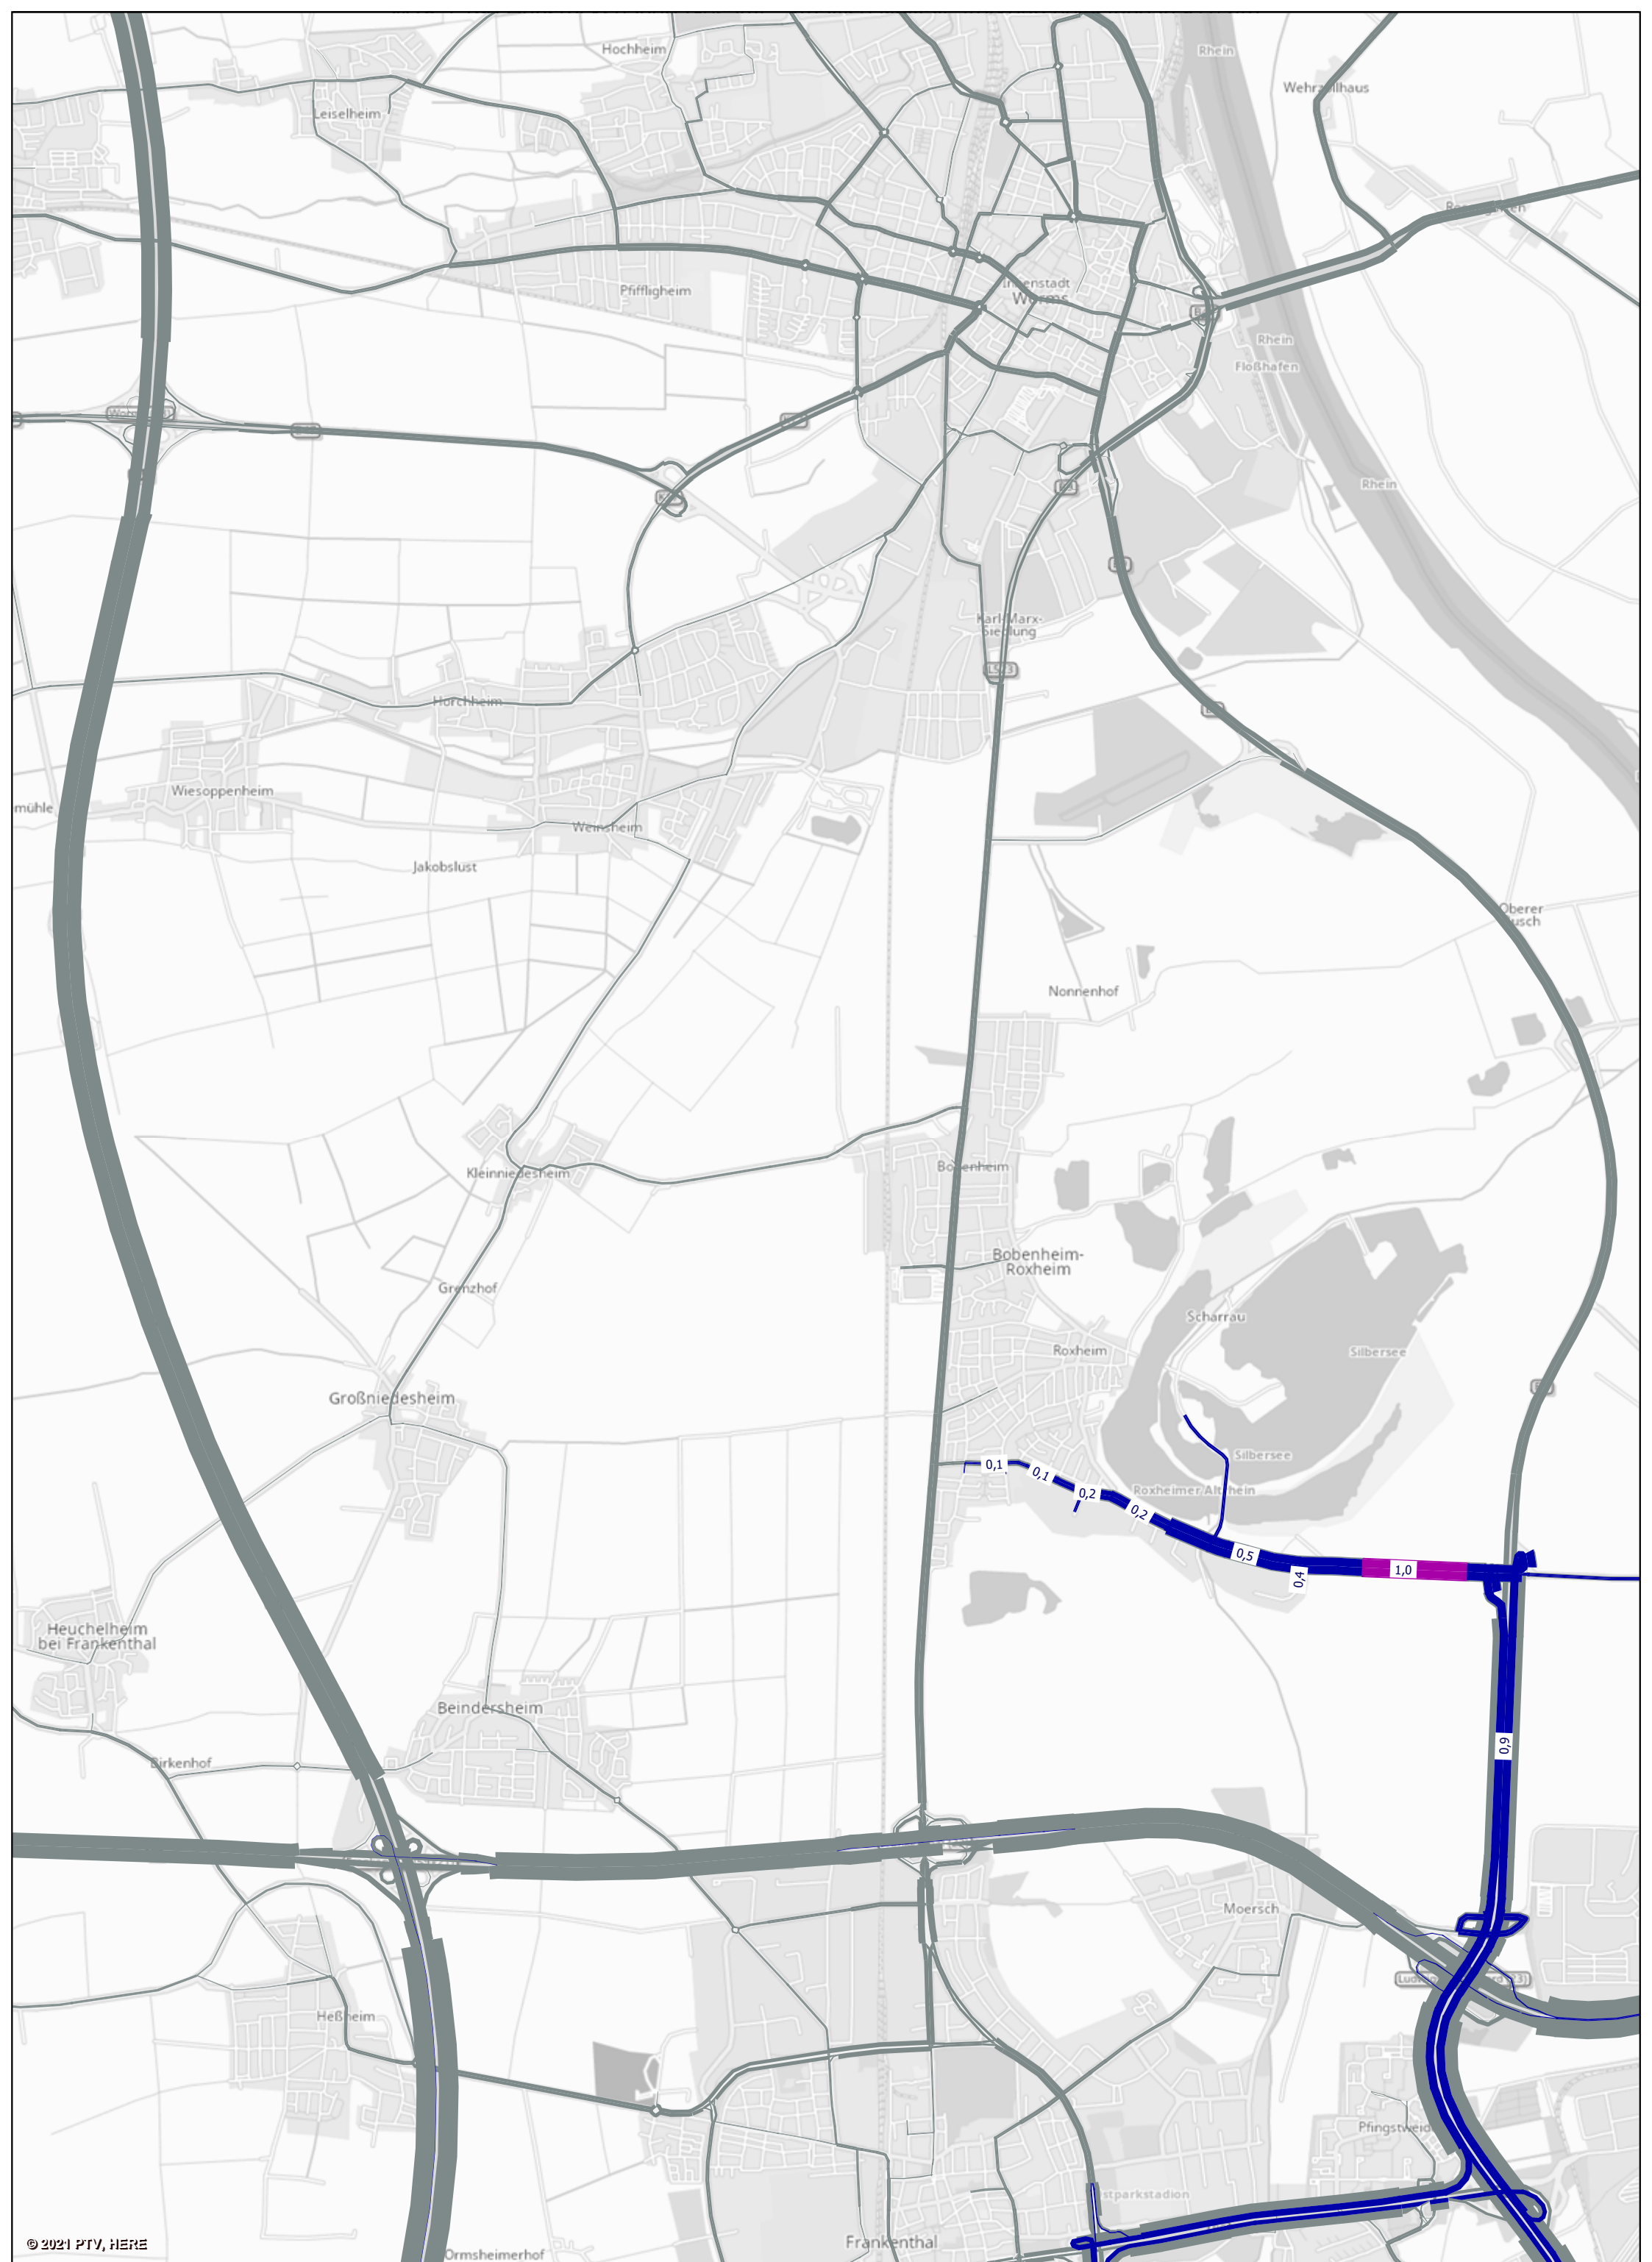 Hochheim
Rhein
Wehrzollhaus
Leiselheim
Pfiffligheim
Innenstadt
Worms
Rhein
Floßhafen
Rhein
Karl-Marx-
Siedlung
Horchheim
Wiesoppenheim
mühle
Weinsheim
Jakobslust
Oberer
Busch
Nonnenhof
Bobenheim
Kleinniedesheim
Bobenheim-
Roxheim
Grenzhof
Scharrau
Roxheim
Silbersee
Großniedesheim
Silbersee
0,1
0,1
Roxheimer Altrhein
0,2
0,2
0,5
0,4
1,0
Heuchelheim
bei Frankenthal
Beindersheim
0,9
Birkenhof
Moersch
Heßheim
Pfingstweid
stparkstadion
© 2021 PTV, HERE
Frankenthal
Ormsheimerhof